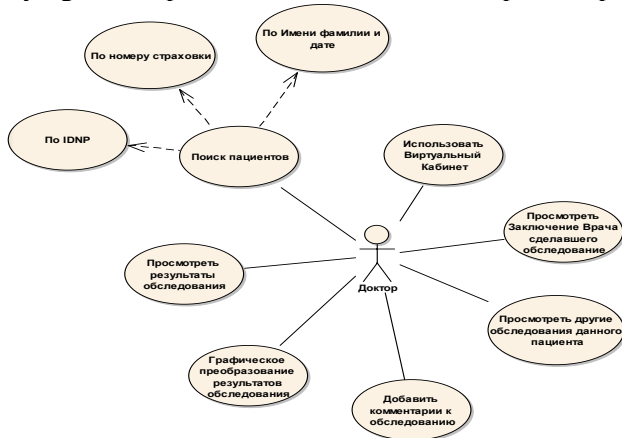 По Имени фамилии и
дате
По номеру страховки
По IDNP
Поиск пациентов
Использовать
Виртуальный
Кабинет
Просмотреть
Заключение Врача
сделавшего
обследование
Просмотреть
результаты
обследования
Доктор
Просмотреть другие
обследования данного
пациента
Графическое
преобразование
результатов
обследования
Добавить
комментарии к
обследованию